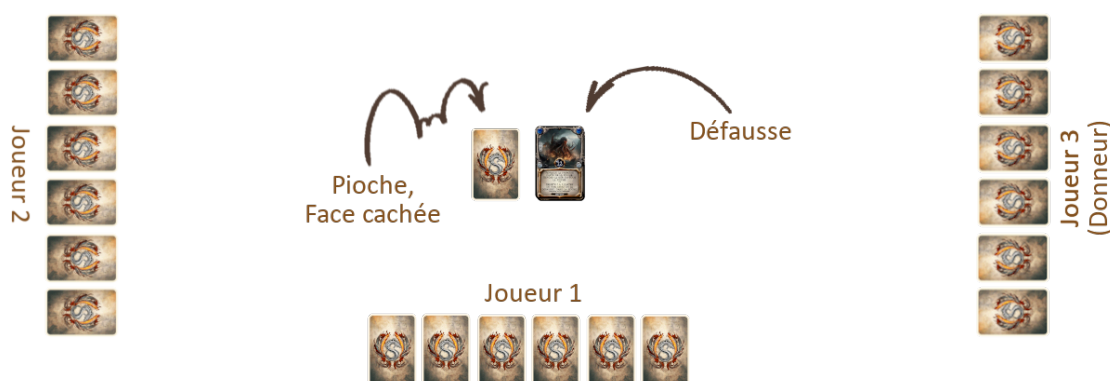 Joueur 2
Pioche,
Face cachée
Défausse
Joueur 1
Joueur 3
(Donneur)